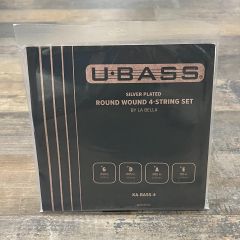 U•BASS®
SILVER PLATED
ROUND WOUND 4-STRING SET
BY LA BELLA
G D A E
KA-BASS-4